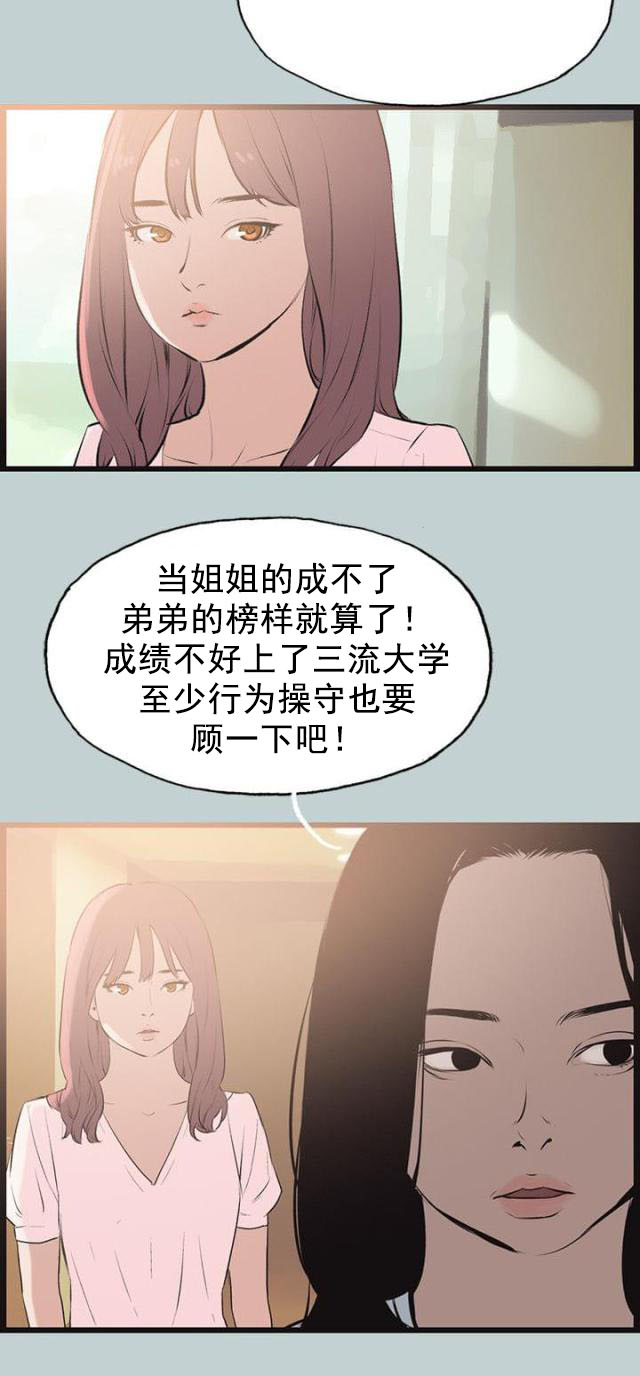 当姐姐的成不了
弟弟的榜样就算了！
成绩不好上了三流大学
至少行为操守也要
顾一下吧！